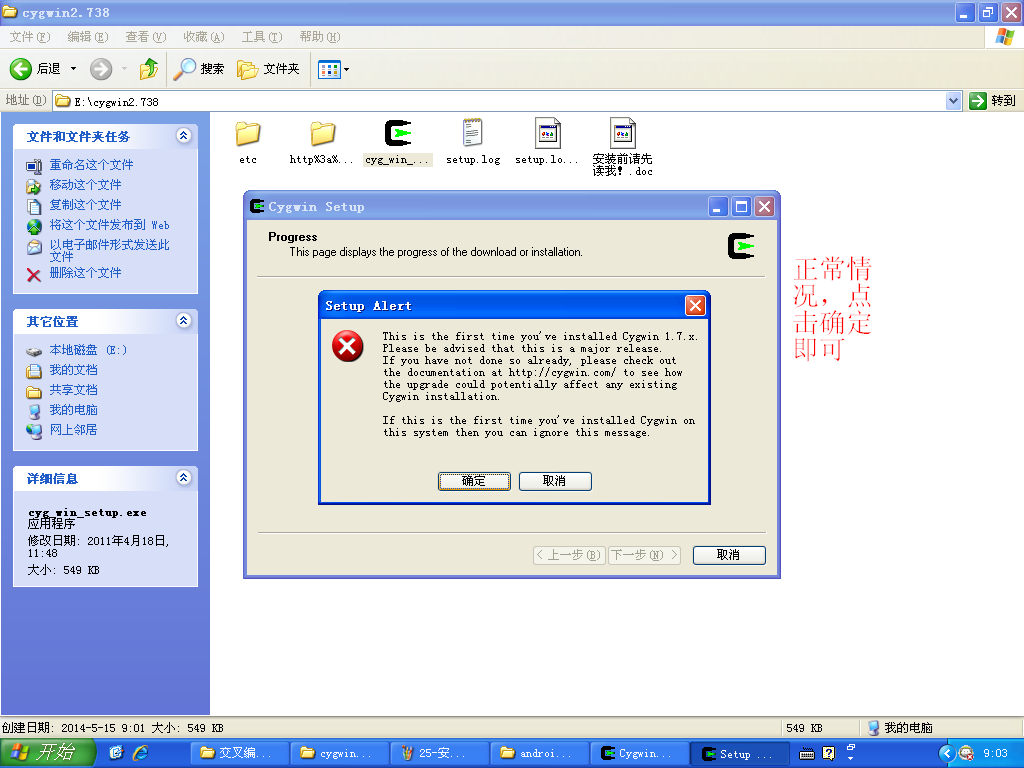 cygwin2.738
文件(F) 编辑(E) 查看(V) 收藏(A) 工具(T) 帮助(H)
后退 搜索 文件夹
地址(D) E:\cygwin2.738 转到
文件和文件夹任务
重命名这个文件
移动这个文件
复制这个文件
将这个文件发布到 Web
以电子邮件形式发送此
文件
删除这个文件
其它位置
本地磁盘 (E:)
我的文档
共享文档
我的电脑
网上邻居
详细信息
cyg_win_setup.exe
应用程序
修改日期: 2011年4月18日,
11:48
大小: 549 KB
etc http%3a%... cyg_win_... setup.log setup.lo... 安装前请先
读我！.doc
Cygwin Setup
Progress
This page displays the progress of the download or installation.
Setup Alert
This is the first time you've installed Cygwin 1.7.x.
Please be advised that this is a major release.
If you have not done so already, please check out
the documentation at http://cygwin.com/ to see how
the upgrade could potentially affect any existing
Cygwin installation.
If this is the first time you've installed Cygwin on
this system then you can ignore this message.
确定 取消
< 上一步(B) 下一步(N) > 取消
正常情
况，点
击确定
即可
创建日期: 2014-5-15 9:01 大小: 549 KB 549 KB 我的电脑
开始 交叉编... cygwin... 25-安... androi... Cygwin... Setup ... 9:03